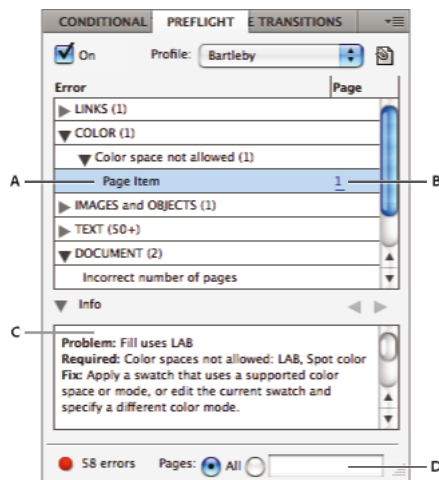 CONDITIONAL PREFLIGHT E TRANSITIONS
On Profile: Bartleby
Error Page
LINKS (1)
COLOR (1)
Color space not allowed (1)
A Page Item 1 B
IMAGES and OBJECTS (1)
TEXT (50+)
DOCUMENT (2)
Incorrect number of pages
Info
C
Problem: Fill uses LAB
Required: Color spaces not allowed: LAB, Spot color
Fix: Apply a swatch that uses a supported color
space or mode, or edit the current swatch and
specify a different color mode.
58 errors Pages: All D